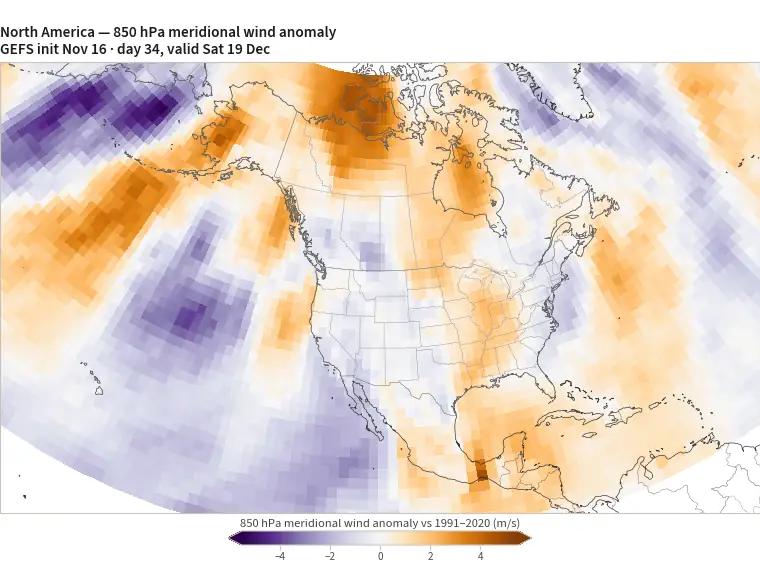 North America — 850 hPa meridional wind anomaly
GEFS init Nov 16 · day 34, valid Sat 19 Dec
850 hPa meridional wind anomaly vs 1991−2020 (m/s)
−4 −2 0 2 4